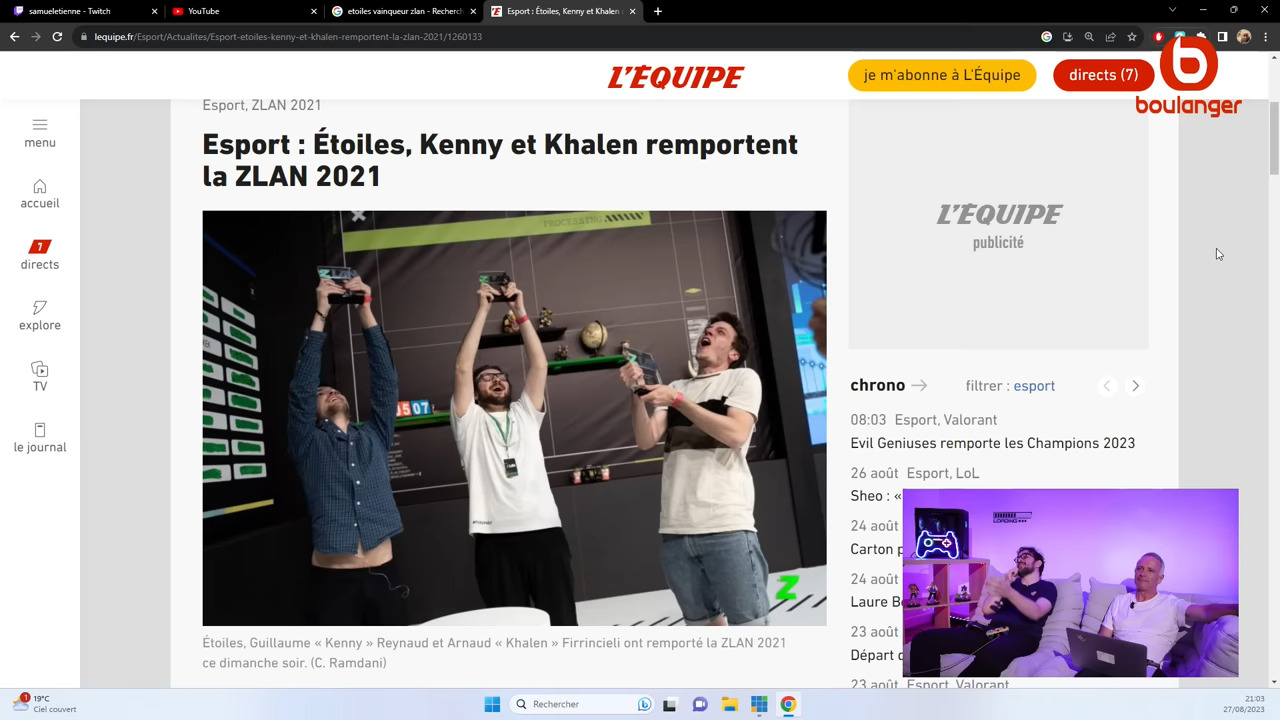 samueletienne - Twitch
YouTube
etoiles vainqueur zlan - Recherch
Esport : Étoiles, Kenny et Khalen
lequipe.fr/Esport/Actualites/Esport-etoiles-kenny-et-khalen-remportent-la-zlan-2021/1260133
L'ÉQUIPE
je m'abonne à L'Équipe
directs (7)
boulanger
menu
accueil
7
directs
explore
TV
le journal
Esport, ZLAN 2021
Esport : Étoiles, Kenny et Khalen remportent
la ZLAN 2021
PROCESSING
Z
L'ÉQUIPE
publicité
chrono
filtrer : esport
08:03 Esport, Valorant
Evil Geniuses remporte les Champions 2023
26 août Esport, LoL
Sheo : «
24 août
Carton p
24 août
Laure B
23 août
Départ d
23 août Esport, Valorant
LOADING...
Étoiles, Guillaume « Kenny » Reynaud et Arnaud « Khalen » Firrincieli ont remporté la ZLAN 2021
ce dimanche soir. (C. Ramdani)
1
19°C
Ciel couvert
Rechercher
21:03
27/08/2023